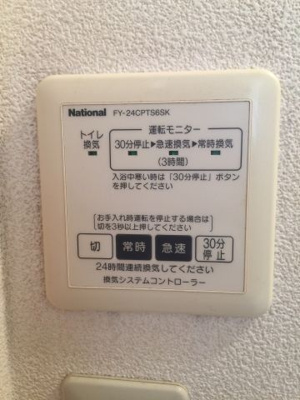 National FY-24CPTS6SK
トイレ換気
運転モニター
30分停止▶急速換気▶常時換気
(3時間)
入浴中寒い時は「30分停止」ボタン
を押してください
お手入れ時運転を停止する場合は
切を3秒以上押してください
切 常時 急速 30分停止
24時間連続換気してください
換気システムコントローラー